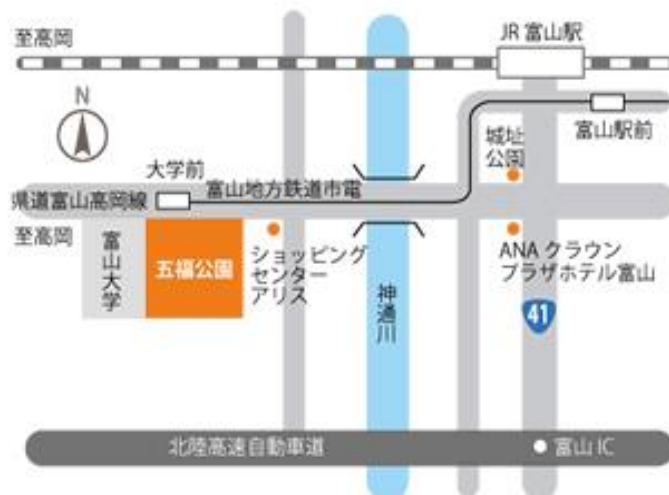 至高岡
JR 富山駅
N
富山駅前
城址
公園
大学前
富山地方鉄道市電
県道富山高岡線
至高岡
富山大学
五福公園
ショッピング
センター
アリス
神通川
ANA クラウン
プラザホテル富山
41
北陸高速自動車道
富山 IC